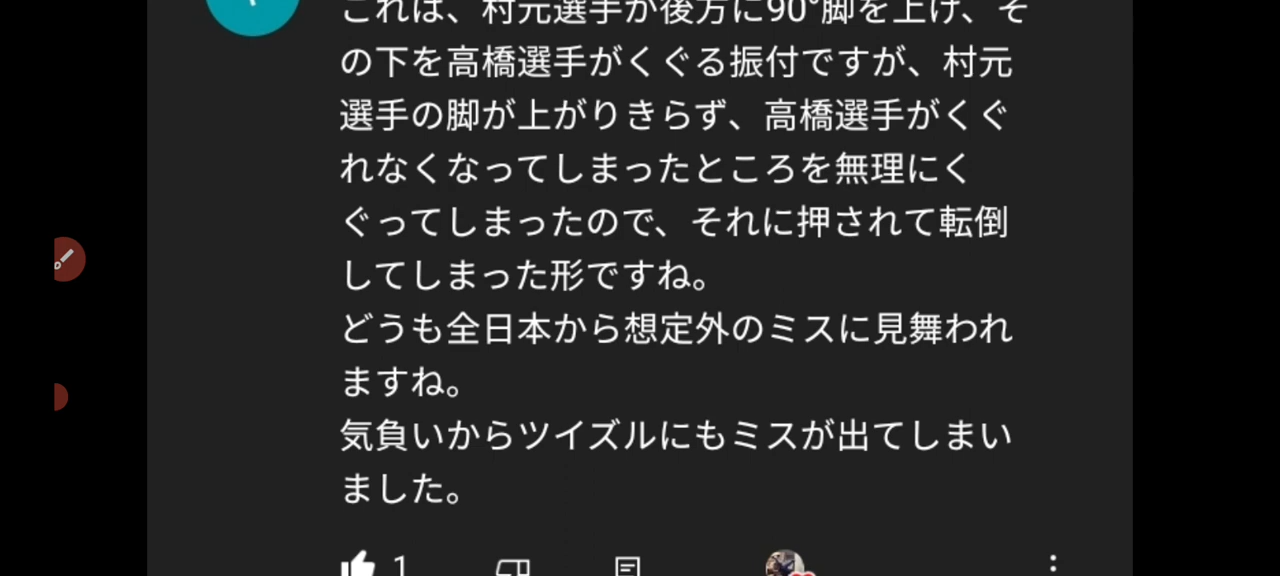 これは、村元選手が後方に90°脚を上げ、そ
の下を高橋選手がくぐる振付ですが、村元
選手の脚が上がりきらず、高橋選手がくぐ
れなくなってしまったところを無理にく
ぐってしまったので、それに押されて転倒
してしまった形ですね。
どうも全日本から想定外のミスに見舞われ
ますね。
気負いからツイズルにもミスが出てしまい
ました。
1